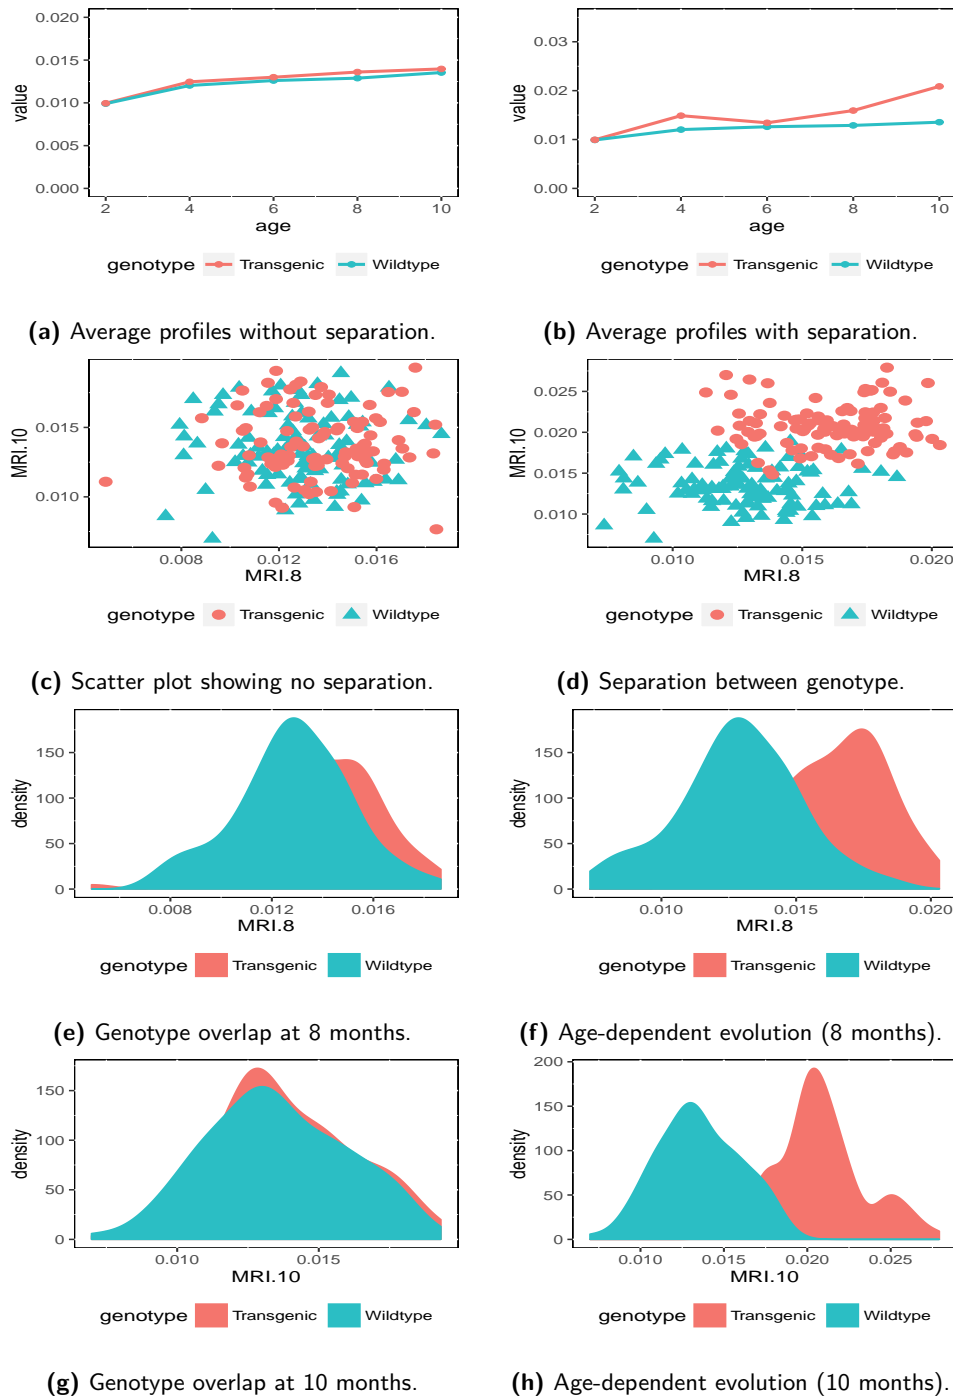 0.020
0.015
0.010
0.005
0.000
value
2 4 6 8 10
age
genotype Transgenic Wildtype
(a) Average profiles without separation.
0.03
0.02
0.01
0.00
value
2 4 6 8 10
age
genotype Transgenic Wildtype
(b) Average profiles with separation.
0.015
0.010
MRI.10
0.008 0.012 0.016
MRI.8
genotype Transgenic Wildtype
(c) Scatter plot showing no separation.
0.025
0.020
0.015
0.010
MRI.10
0.010 0.015 0.020
MRI.8
genotype Transgenic Wildtype
(d) Separation between genotype.
150
100
50
0
density
0.008 0.012 0.016
MRI.8
genotype Transgenic Wildtype
(e) Genotype overlap at 8 months.
150
100
50
0
density
0.010 0.015 0.020
MRI.8
genotype Transgenic Wildtype
(f) Age-dependent evolution (8 months).
150
100
50
0
density
0.010 0.015
MRI.10
genotype Transgenic Wildtype
(g) Genotype overlap at 10 months.
200
150
100
50
0
density
0.010 0.015 0.020 0.025
MRI.10
genotype Transgenic Wildtype
(h) Age-dependent evolution (10 months).